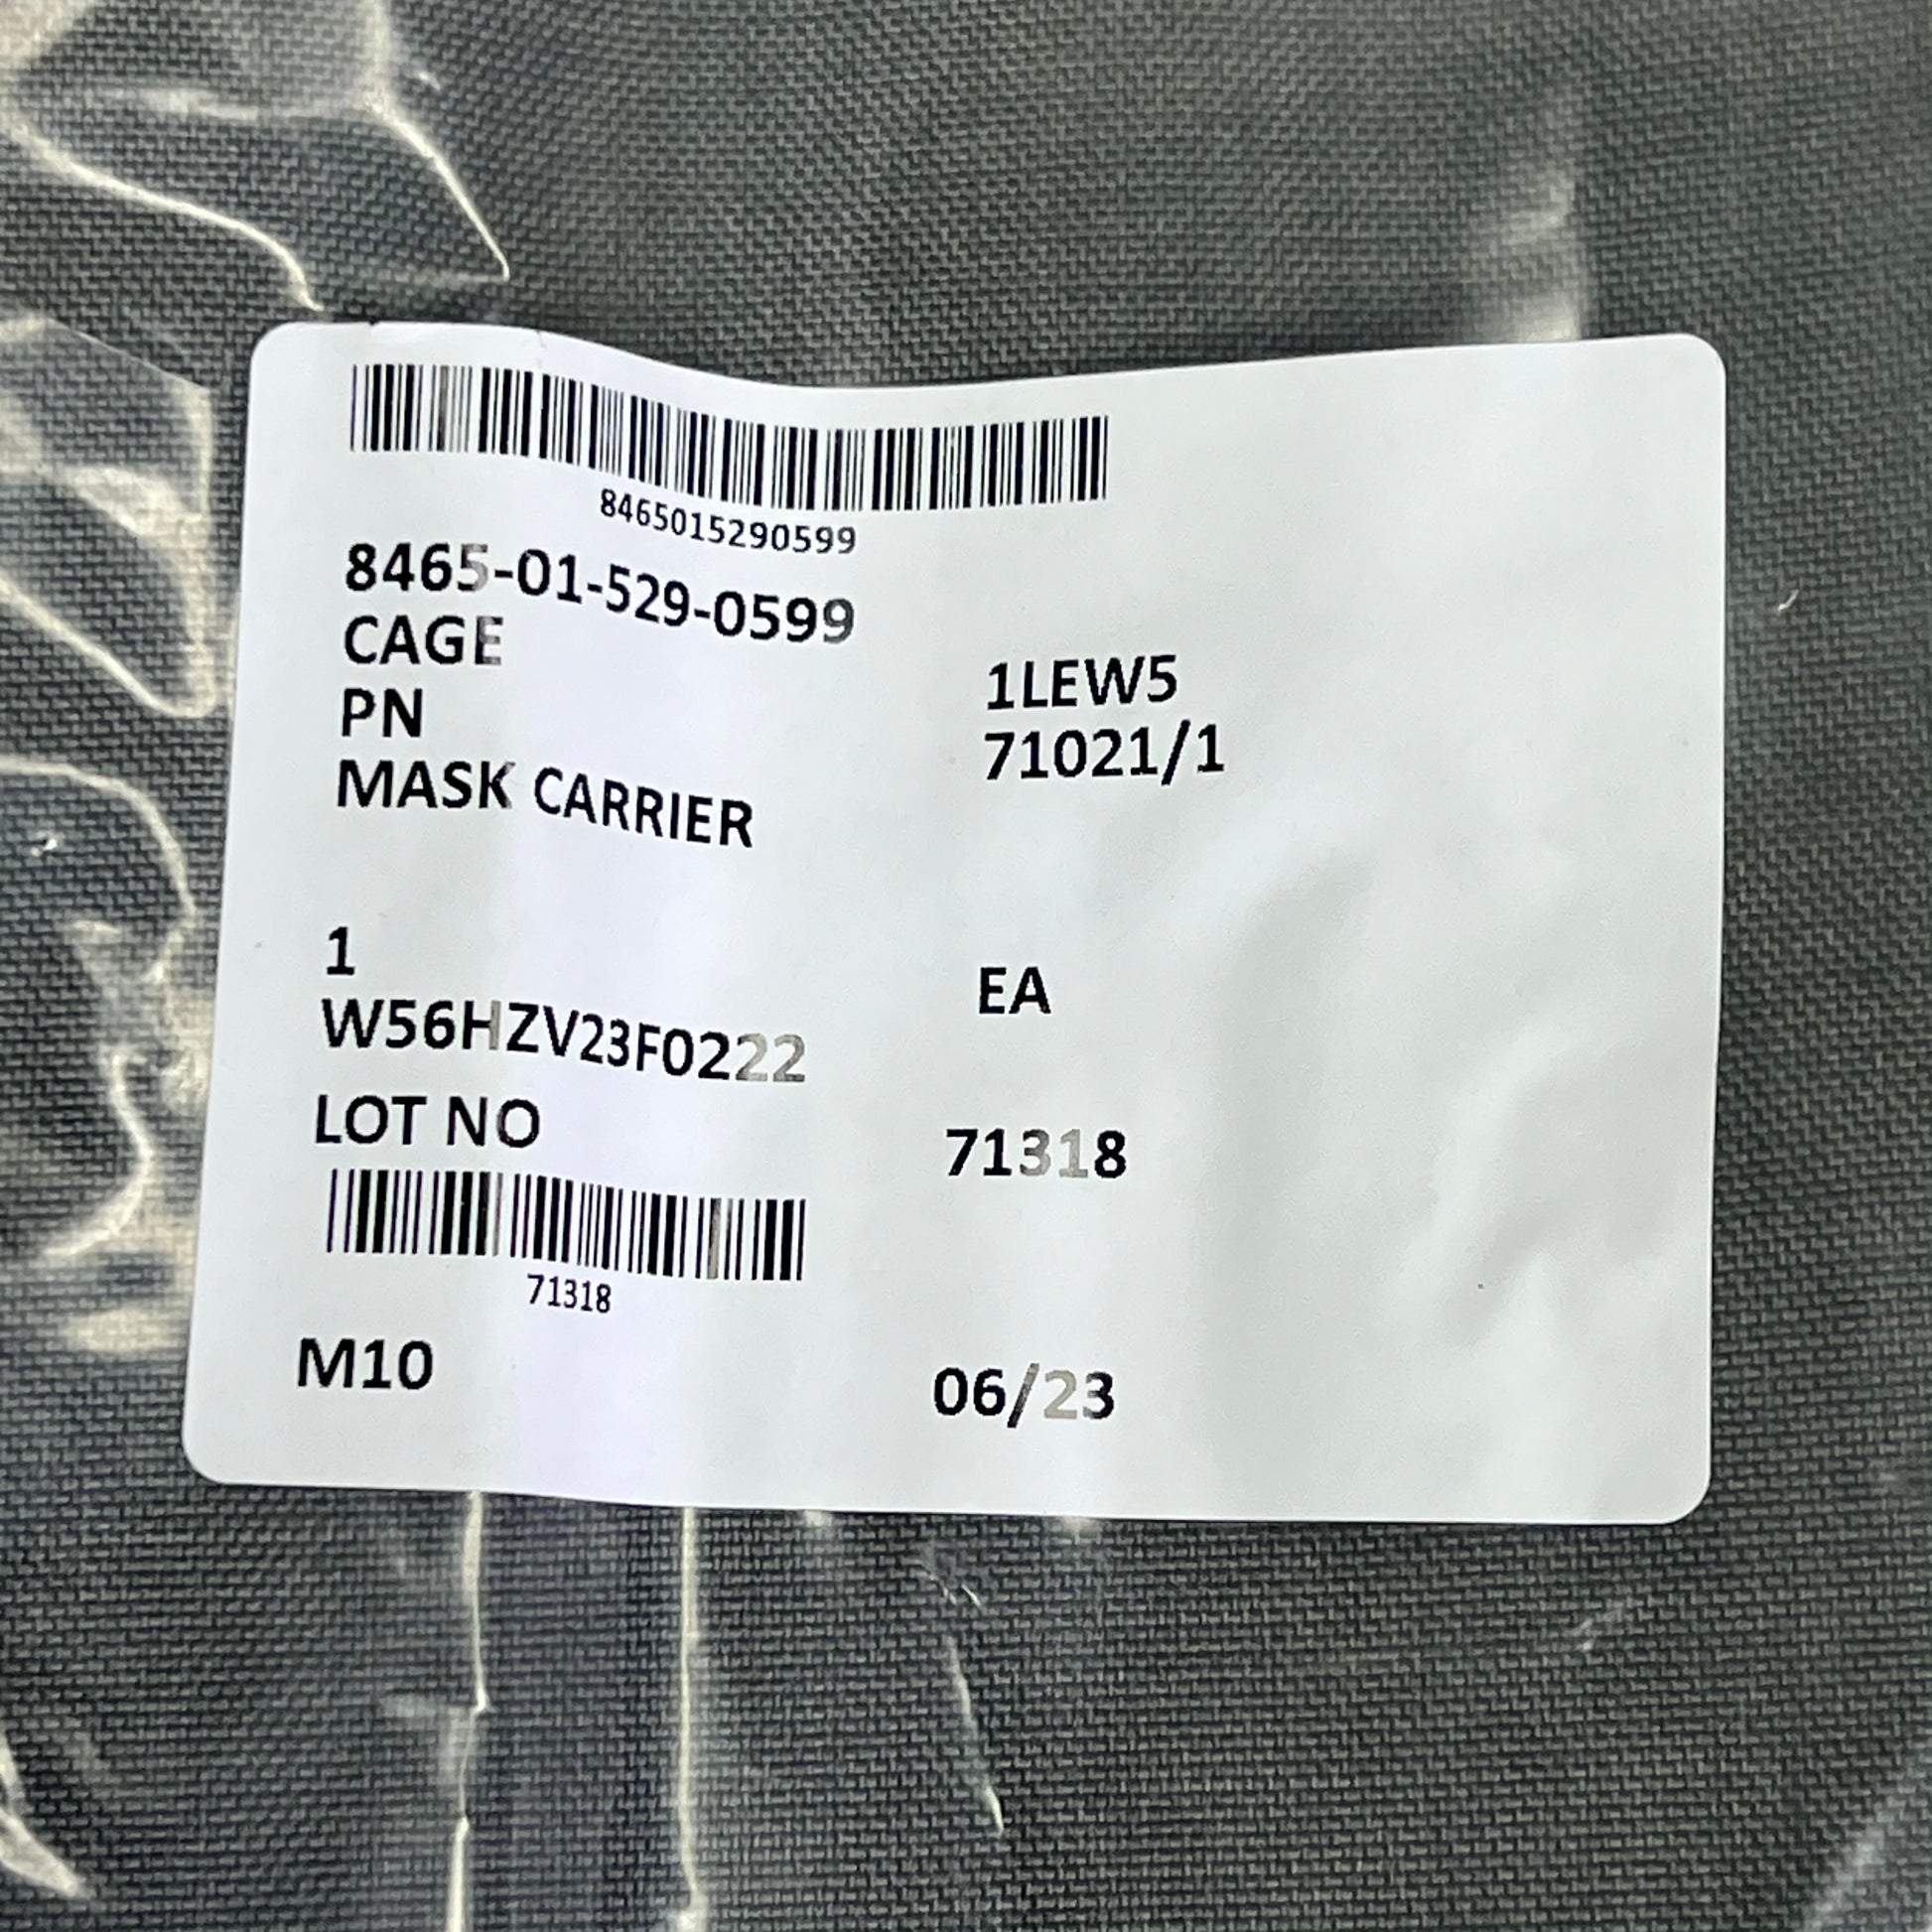 8465015290599
8465-01-529-0599
CAGE 1LEW5
PN 71021/1
MASK CARRIER
1 EA
W56HZV23F0222
LOT NO 71318
71318
M10 06/23